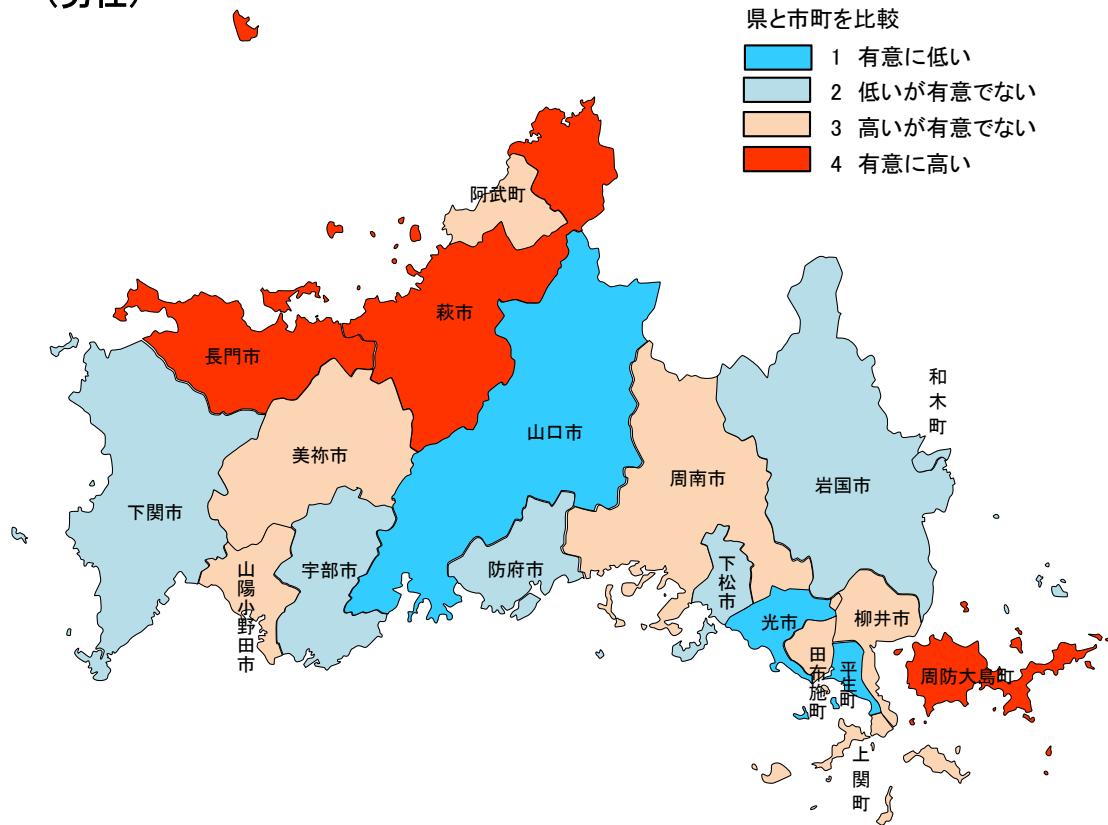 （男性）
県と市町を比較
1 有意に低い
2 低いが有意でない
3 高いが有意でない
4 有意に高い
阿武町
萩市
長門市
和木町
山口市
美祢市
周南市
岩国市
下関市
宇部市
防府市
山陽小野田市
下松市
光市
柳井市
田布施町
平生町
周防大島町
上関町